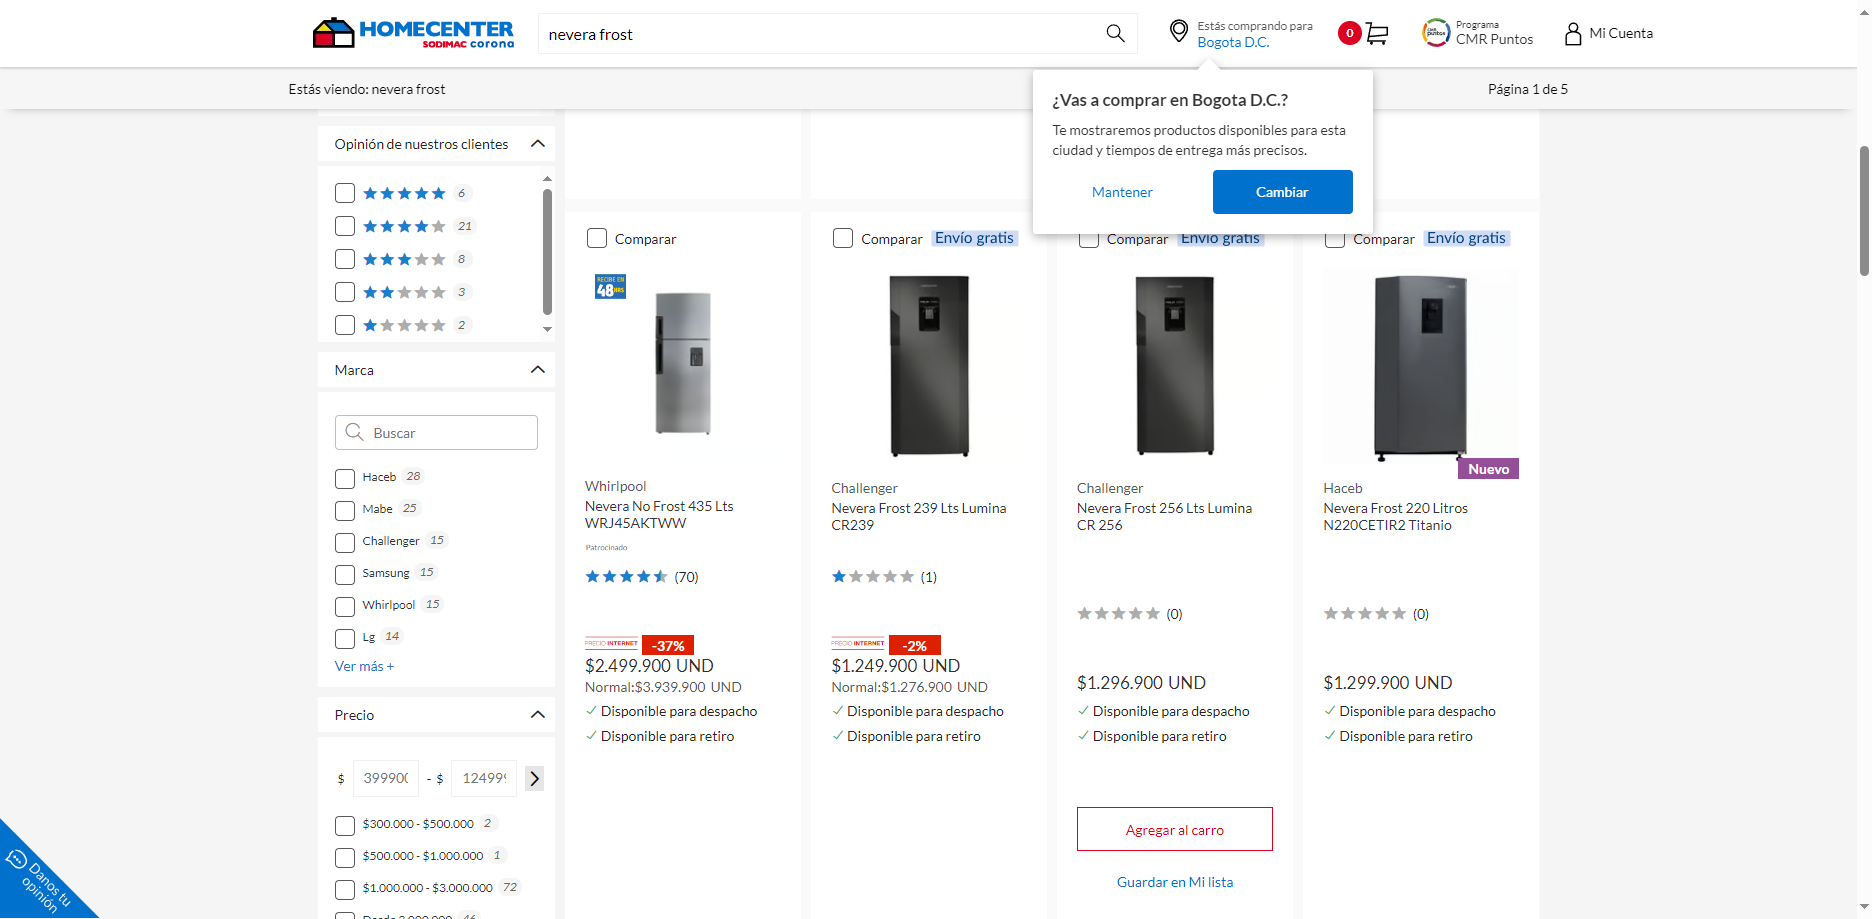 HOMECENTER
SODIMAC corona
nevera frost
Estás comprando para
Bogota D.C.
0
Programa
CMR Puntos
Mi Cuenta
Estás viendo: nevera frost
Página 1 de 5
¿Vas a comprar en Bogota D.C.?
Te mostraremos productos disponibles para esta
ciudad y tiempos de entrega más precisos.
Mantener
Cambiar
Opinión de nuestros clientes
6
21
8
3
2
Marca
Buscar
Haceb 28
Mabe 25
Challenger 15
Samsung 15
Whirlpool 15
Lg 14
Ver más +
Precio
$ 399900 - $ 124999
$300.000 - $500.000 2
$500.000 - $1.000.000 1
$1.000.000 - $3.000.000 72
Danos tu
opinión
Comparar
RECIBE EN
48HRS
Whirlpool
Nevera No Frost 435 Lts
WRJ45AKTWW
Patrocinado
(70)
PRECIO INTERNET -37%
$2.499.900 UND
Normal:$3.939.900 UND
Disponible para despacho
Disponible para retiro
Comparar Envío gratis
Challenger
Nevera Frost 239 Lts Lumina
CR239
(1)
PRECIO INTERNET -2%
$1.249.900 UND
Normal:$1.276.900 UND
Disponible para despacho
Disponible para retiro
Comparar Envío gratis
Challenger
Nevera Frost 256 Lts Lumina
CR 256
(0)
$1.296.900 UND
Disponible para despacho
Disponible para retiro
Agregar al carro
Guardar en Mi lista
Comparar Envío gratis
Nuevo
Haceb
Nevera Frost 220 Litros
N220CETIR2 Titanio
(0)
$1.299.900 UND
Disponible para despacho
Disponible para retiro